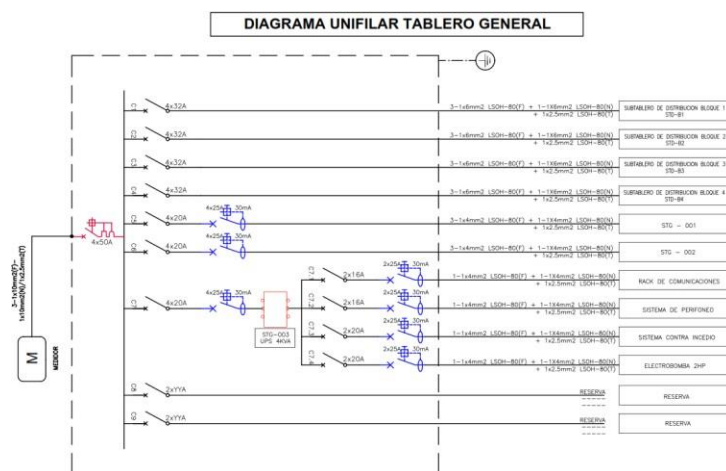 DIAGRAMA UNIFILAR TABLERO GENERAL
C1
4x32A
3-1x6mm2 LSOH-80(F) + 1-1X6mm2 LSOH-80(N)
+ 1x2.5mm2 LSOH-80(T)
SUBTABLERO DE DISTRIBUCION BLOQUE 1
STD-B1
C2
4x32A
3-1x6mm2 LSOH-80(F) + 1-1X6mm2 LSOH-80(N)
+ 1x2.5mm2 LSOH-80(T)
SUBTABLERO DE DISTRIBUCION BLOQUE 2
STD-B2
C3
4x32A
3-1x6mm2 LSOH-80(F) + 1-1X6mm2 LSOH-80(N)
+ 1x2.5mm2 LSOH-80(T)
SUBTABLERO DE DISTRIBUCION BLOQUE 3
STD-B3
C4
4x32A
3-1x6mm2 LSOH-80(F) + 1-1X6mm2 LSOH-80(N)
+ 1x2.5mm2 LSOH-80(T)
SUBTABLERO DE DISTRIBUCION BLOQUE 4
STD-B4
4x50A
C5
4x20A
4x25A 30mA
3-1x4mm2 LSOH-80(F) + 1-1X4mm2 LSOH-80(N)
+ 1x2.5mm2 LSOH-80(T)
STG - 001
C6
4x20A
4x25A 30mA
3-1x4mm2 LSOH-80(F) + 1-1X4mm2 LSOH-80(N)
+ 1x2.5mm2 LSOH-80(T)
STG - 002
C7
4x20A
4x25A 30mA
STG-003
UPS 4KVA
C7.1
2x16A
2x25A 30mA
1-1x4mm2 LSOH-80(F) + 1-1X4mm2 LSOH-80(N)
+ 1x2.5mm2 LSOH-80(T)
RACK DE COMUNICACIONES
C7.2
2x16A
2x25A 30mA
1-1x4mm2 LSOH-80(F) + 1-1X4mm2 LSOH-80(N)
+ 1x2.5mm2 LSOH-80(T)
SISTEMA DE PERIFONEO
C7.3
2x20A
2x25A 30mA
1-1x4mm2 LSOH-80(F) + 1-1X4mm2 LSOH-80(N)
+ 1x2.5mm2 LSOH-80(T)
SISTEMA CONTRA INCEDIO
C7.4
2x20A
2x25A 30mA
1-1x4mm2 LSOH-80(F) + 1-1X4mm2 LSOH-80(N)
+ 1x2.5mm2 LSOH-80(T)
ELECTROBOMBA 2HP
3-1x10mm2(F)-
1x10mm2(N)/1x2.5mm2(T)
M
MEDIDOR
C8
2xYYA
RESERVA
RESERVA
C9
2xYYA
RESERVA
RESERVA